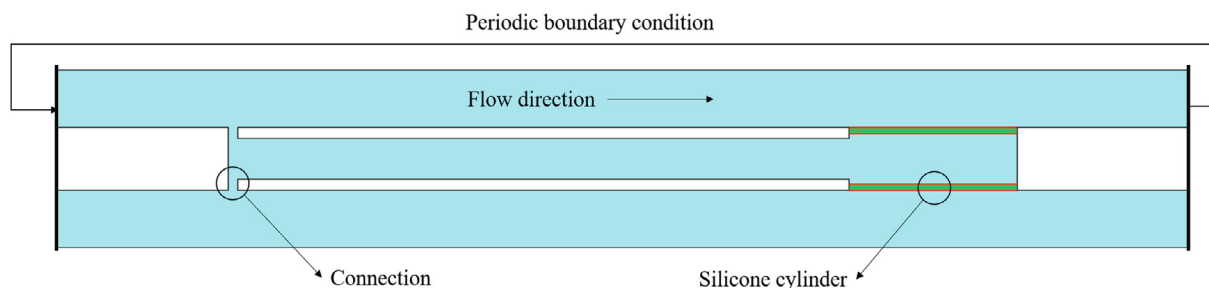 Periodic boundary condition
Flow direction
Connection
Silicone cylinder